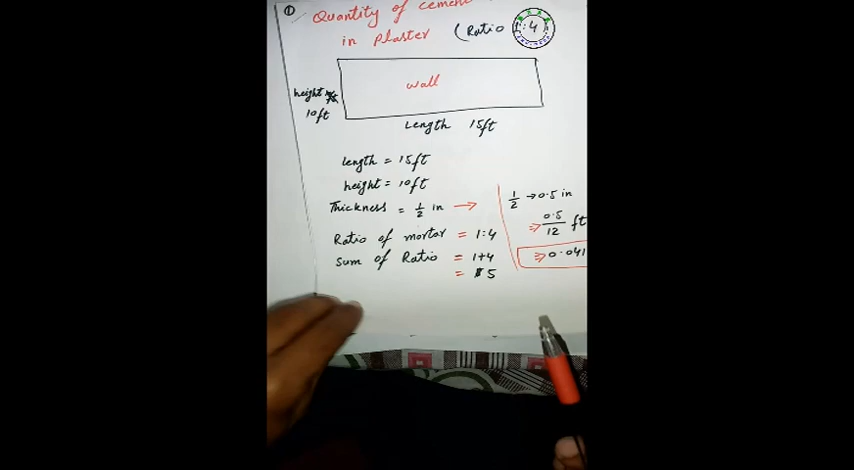 ①
Quantity of cement
in Plaster (Ratio 1:4)
wall
height
10ft
Length 15ft
length = 15ft
height = 10ft
Thickness = 1/2 in →
1/2 → 0.5 in
⇒ 0.5/12 ft
⇒ 0.041
Ratio of mortar = 1:4
Sum of Ratio = 1+4
= 5